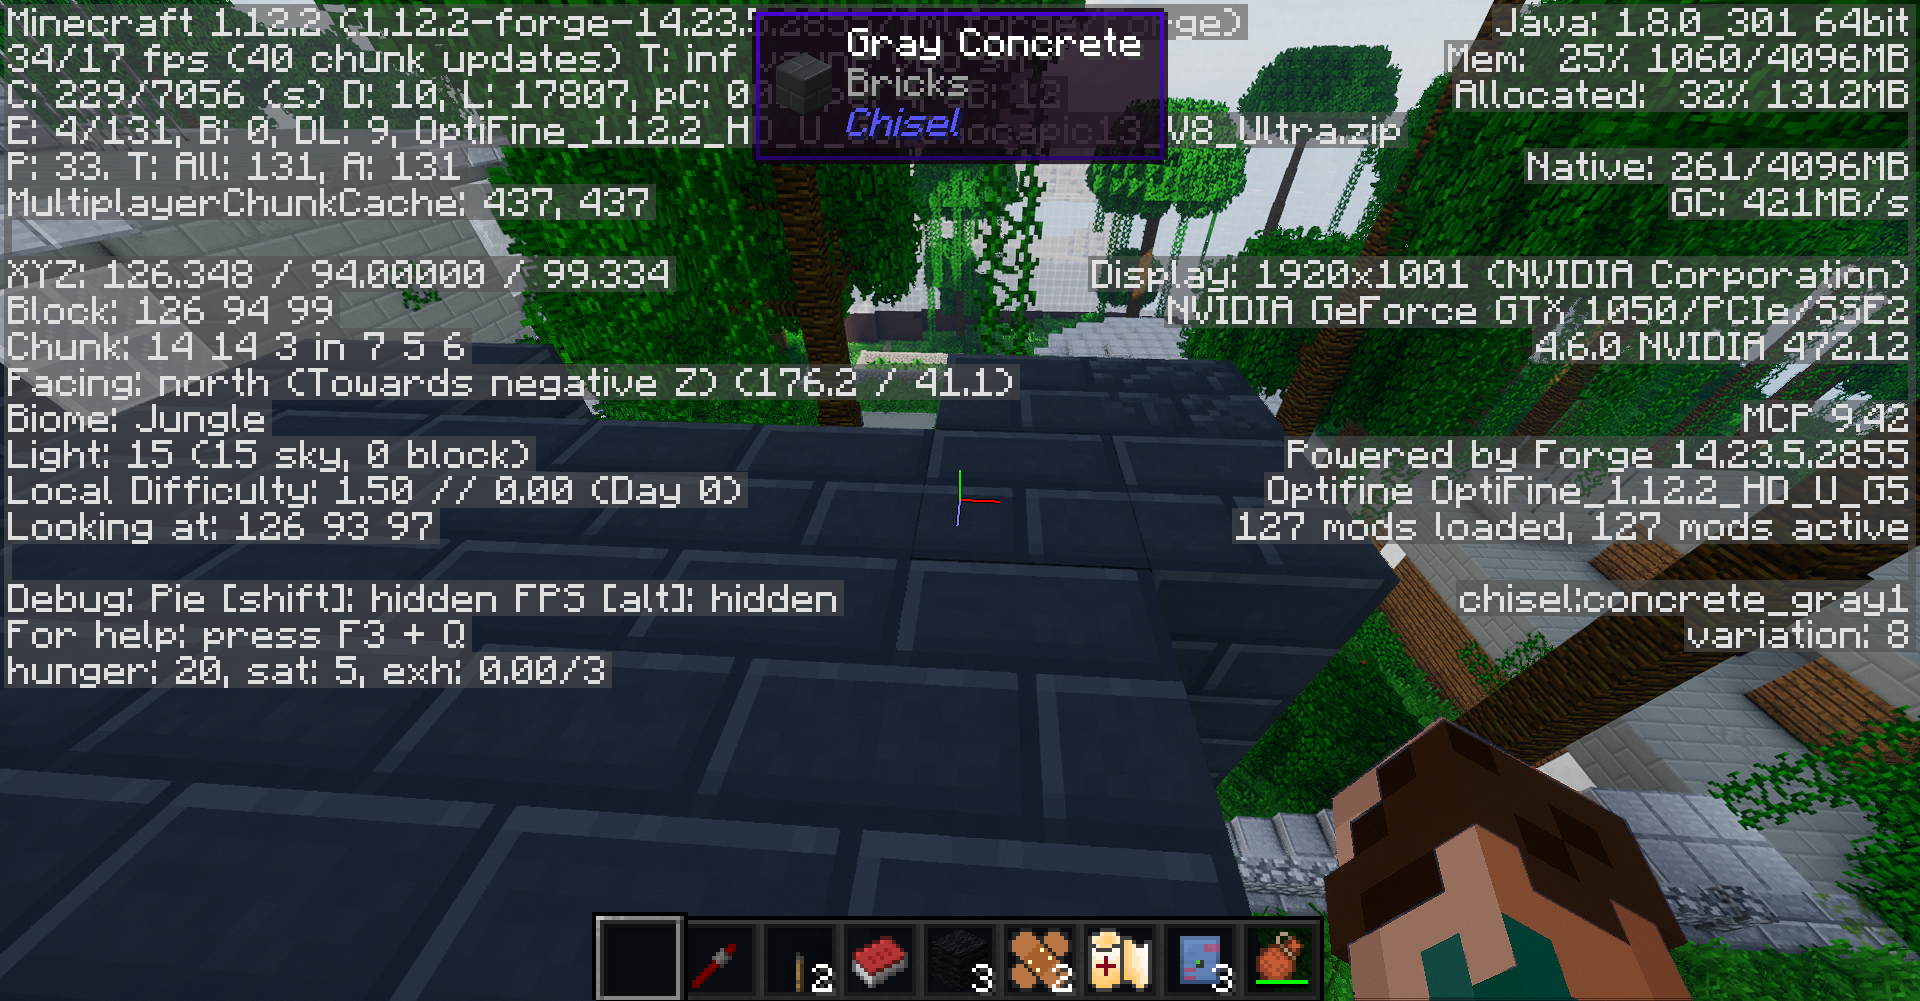 Minecraft 1.12.2 (1.12.2-forge-14.23.5. forge)
Java: 1.8.0_301 64bit
34/17 fps (40 chunk updates) T: inf
Mem: 25% 1060/4096MB
Allocated: 32% 1312MB
C: 229/7056 (s) D: 10, L: 17807, pC: 12
E: 4/131, B: 0, DL: 9, OptiFine_1.12.2_HD_U V8_Ultra.zip
P: 33. T: All: 131, A: 131
MultiplayerChunkCache: 437, 437
Gray Concrete
Bricks
Chisel
Native: 261/4096MB
GC: 421MB/s
XYZ: 126.348 / 94.00000 / 99.334
Block: 126 94 99
Chunk: 14 14 3 in 7 5 6
Facing: north (Towards negative Z) (176.2 / 41.1)
Biome: Jungle
Light: 15 (15 sky, 0 block)
Local Difficulty: 1.50 // 0.00 (Day 0)
Looking at: 126 93 97
Debug: Pie [shift]: hidden FPS [alt]: hidden
For help: press F3 + Q
hunger: 20, sat: 5, exh: 0.00/3
Display: 1920x1001 (NVIDIA Corporation)
NVIDIA GeForce GTX 1050/PCIe/SSE2
4.6.0 NVIDIA 472.12
MCP 9.42
Powered by Forge 14.23.5.2855
Optifine OptiFine_1.12.2_HD_U_G5
127 mods loaded, 127 mods active
chisel:concrete_gray1
variation: 8
2
3
2
3